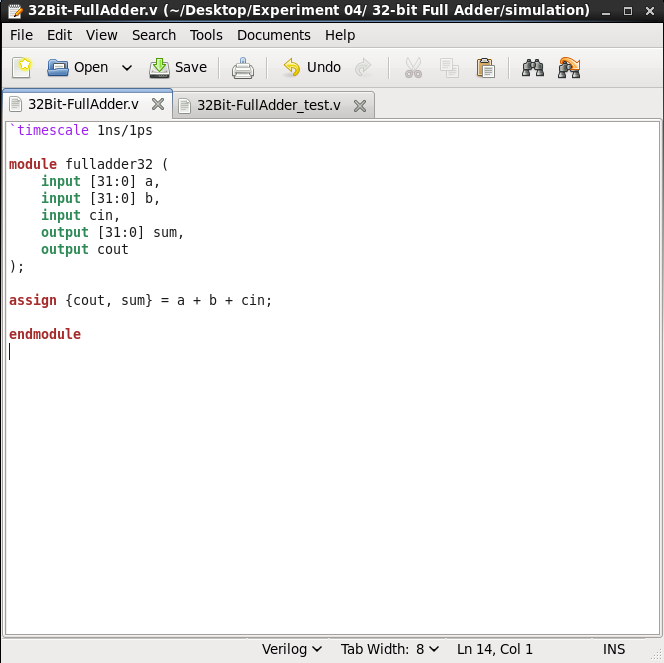 32Bit-FullAdder.v (~/Desktop/Experiment 04/ 32-bit Full Adder/simulation)
File Edit View Search Tools Documents Help
Open Save Undo
32Bit-FullAdder.v 32Bit-FullAdder_test.v
`timescale 1ns/1ps
module fulladder32 (
    input [31:0] a,
    input [31:0] b,
    input cin,
    output [31:0] sum,
    output cout
);
assign {cout, sum} = a + b + cin;
endmodule
Verilog Tab Width: 8 Ln 14, Col 1 INS